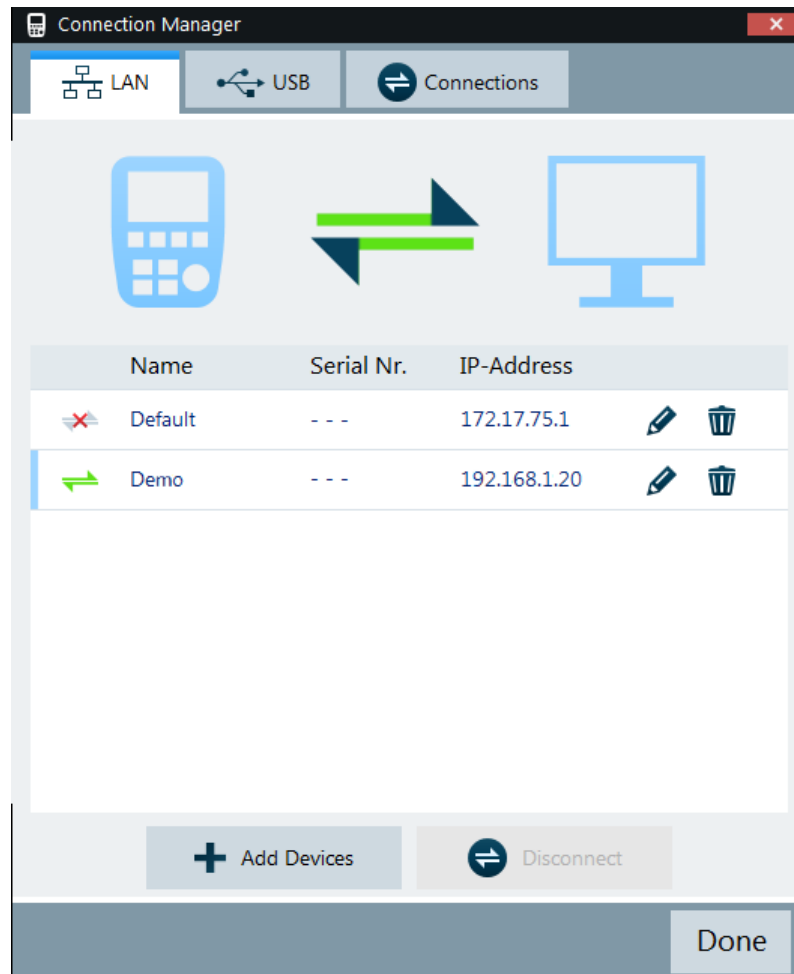 Connection Manager
LAN USB Connections
Name Serial Nr. IP-Address
Default - - - 172.17.75.1
Demo - - - 192.168.1.20
Add Devices Disconnect
Done